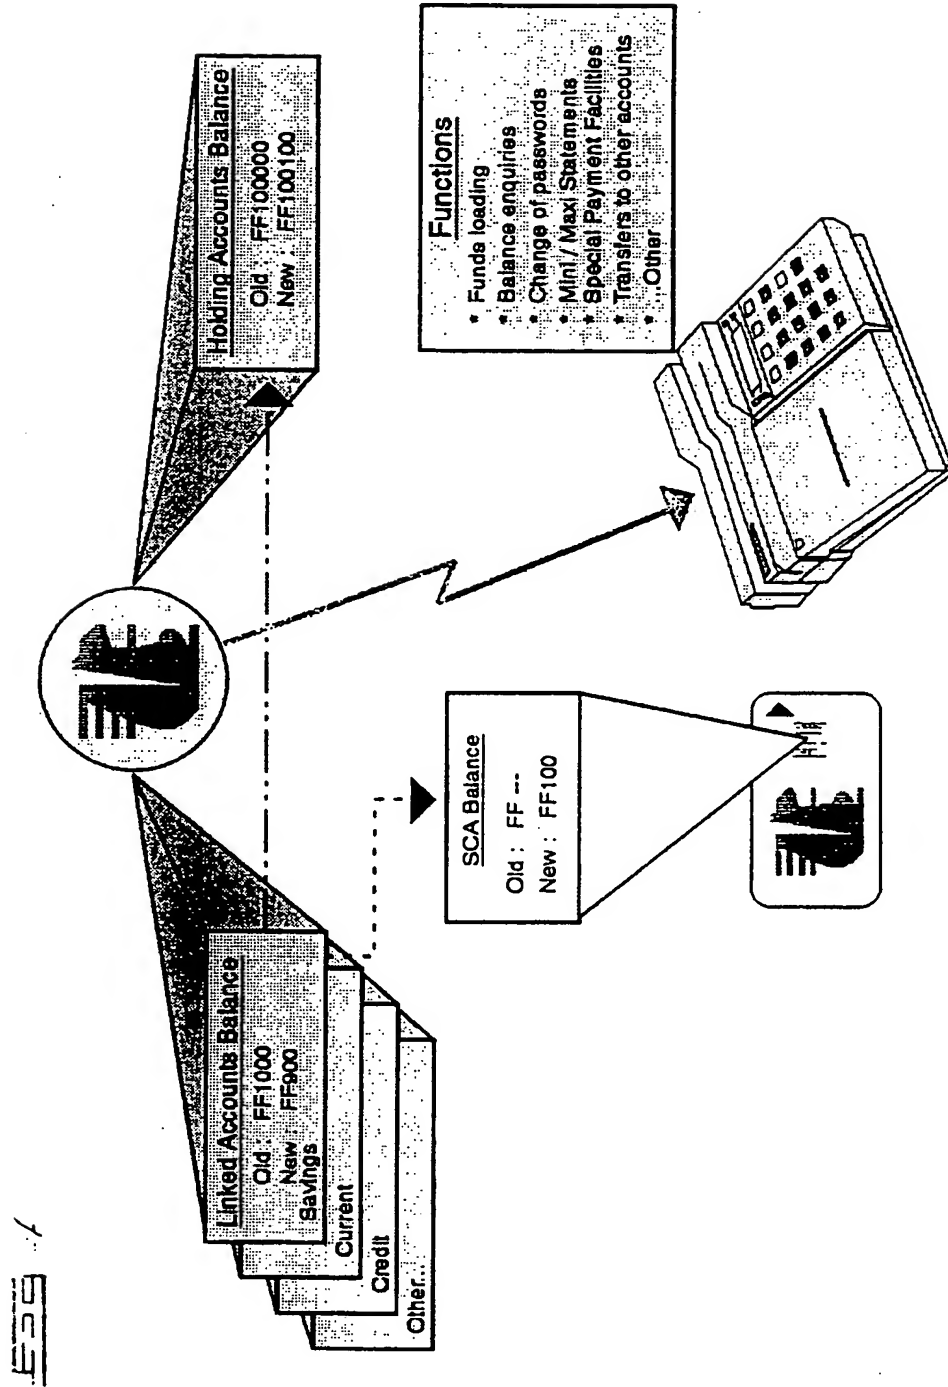 Linked Accounts Balance
Old : FF1000
New : FF900
Savings
Current
Credit
Other...
Holding Accounts Balance
Old : FF100000
New : FF100100
SCA Balance
Old : FF ---
New : FF100
Functions
* Funds loading
* Balance enquiries
* Change of passwords
* Mini / Maxi Statements
* Special Payment Facilities
* Transfers to other accounts
* ...Other